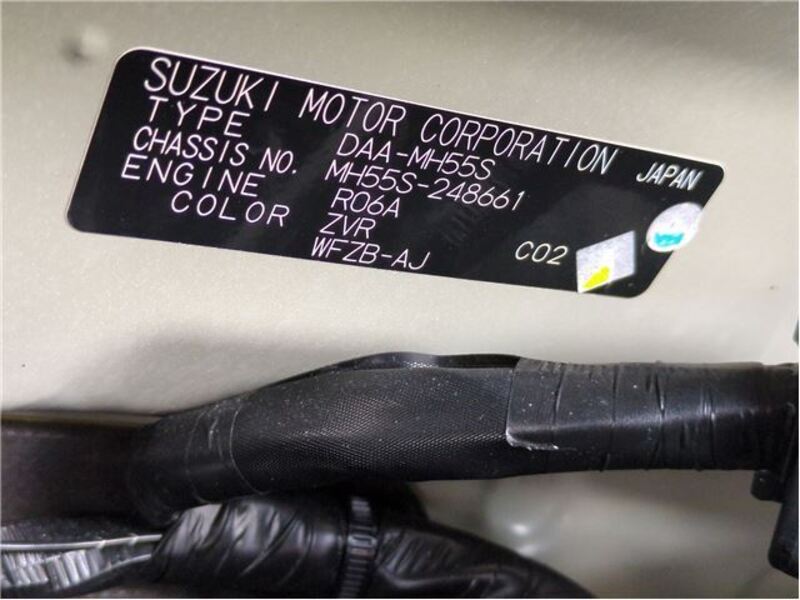 SUZUKI MOTOR CORPORATION JAPAN
TYPE DAA-MH55S
CHASSIS NO. MH55S-248661
ENGINE R06A
COLOR ZVR
WFZB-AJ C02